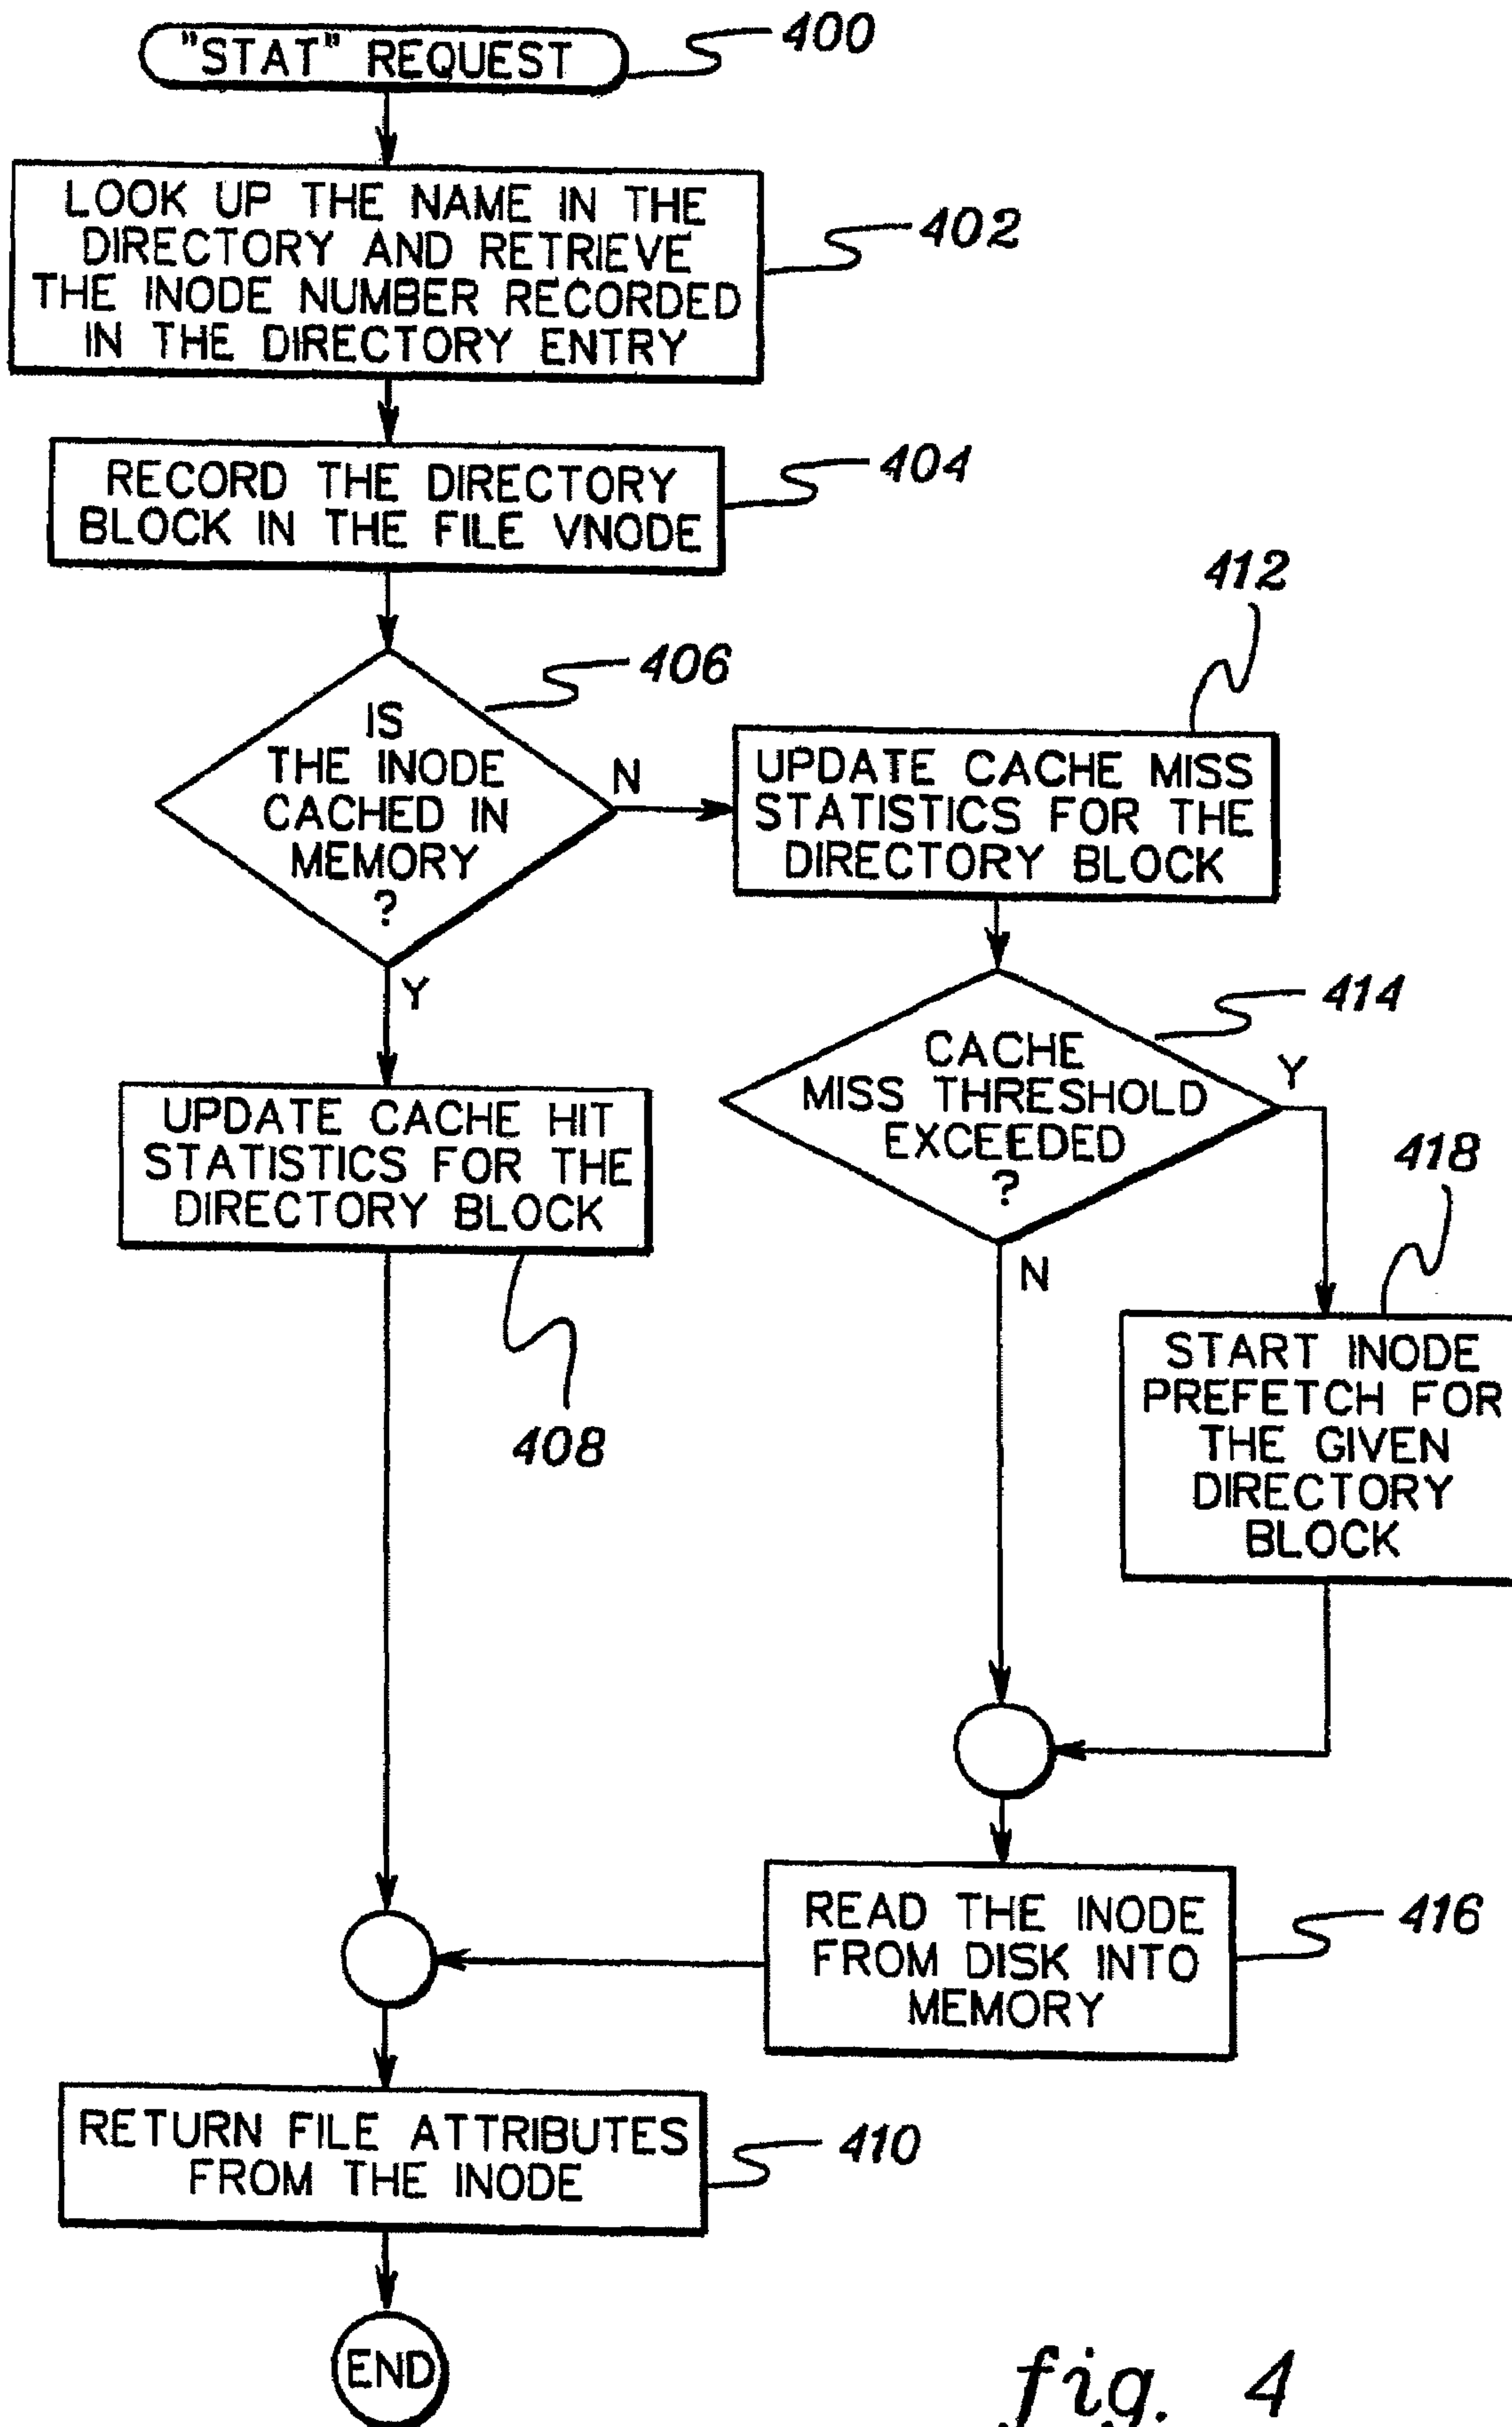 "STAT" REQUEST
400
LOOK UP THE NAME IN THE
DIRECTORY AND RETRIEVE
THE INODE NUMBER RECORDED
IN THE DIRECTORY ENTRY
402
RECORD THE DIRECTORY
BLOCK IN THE FILE VNODE
404
IS
THE INODE
CACHED IN
MEMORY
?
406
N
Y
412
UPDATE CACHE MISS
STATISTICS FOR THE
DIRECTORY BLOCK
CACHE
MISS THRESHOLD
EXCEEDED
?
414
Y
N
UPDATE CACHE HIT
STATISTICS FOR THE
DIRECTORY BLOCK
408
418
START INODE
PREFETCH FOR
THE GIVEN
DIRECTORY
BLOCK
READ THE INODE
FROM DISK INTO
MEMORY
416
RETURN FILE ATTRIBUTES
FROM THE INODE
410
END
fig. 4